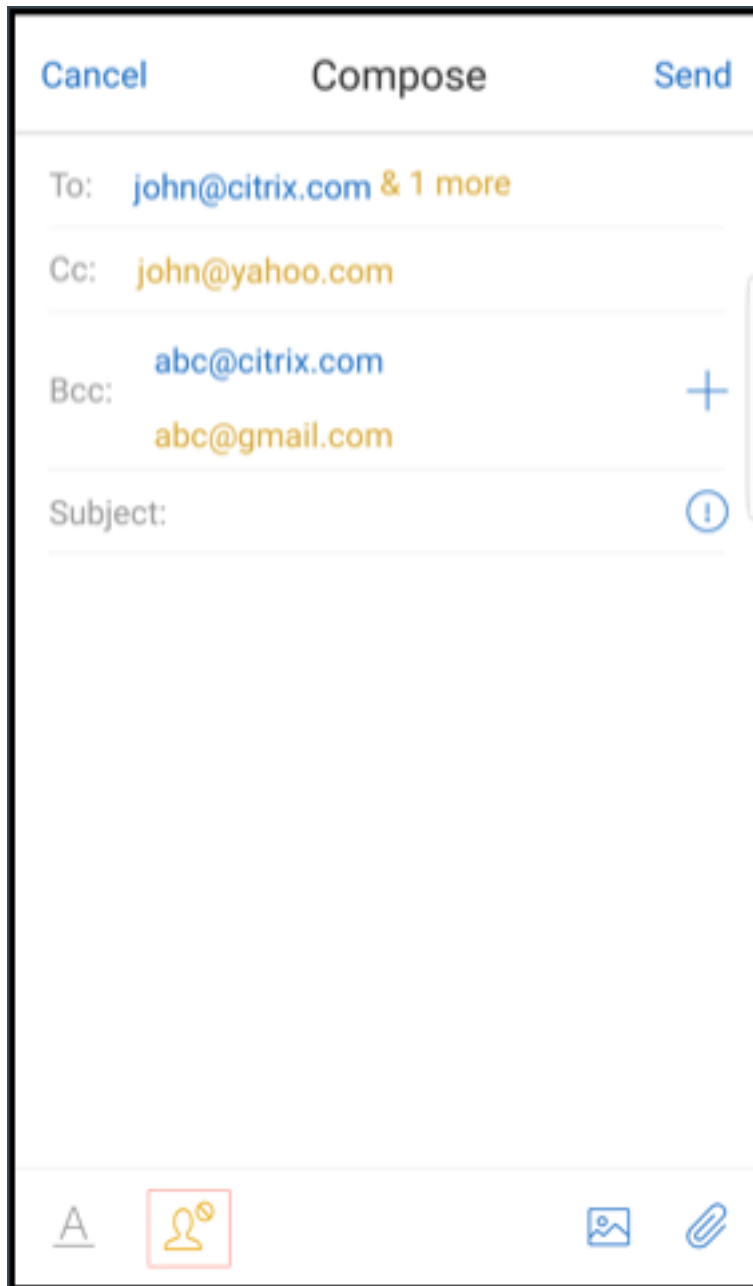 Cancel Compose Send
To: john@citrix.com & 1 more
Cc: john@yahoo.com
Bcc: abc@citrix.com
abc@gmail.com
Subject:
A